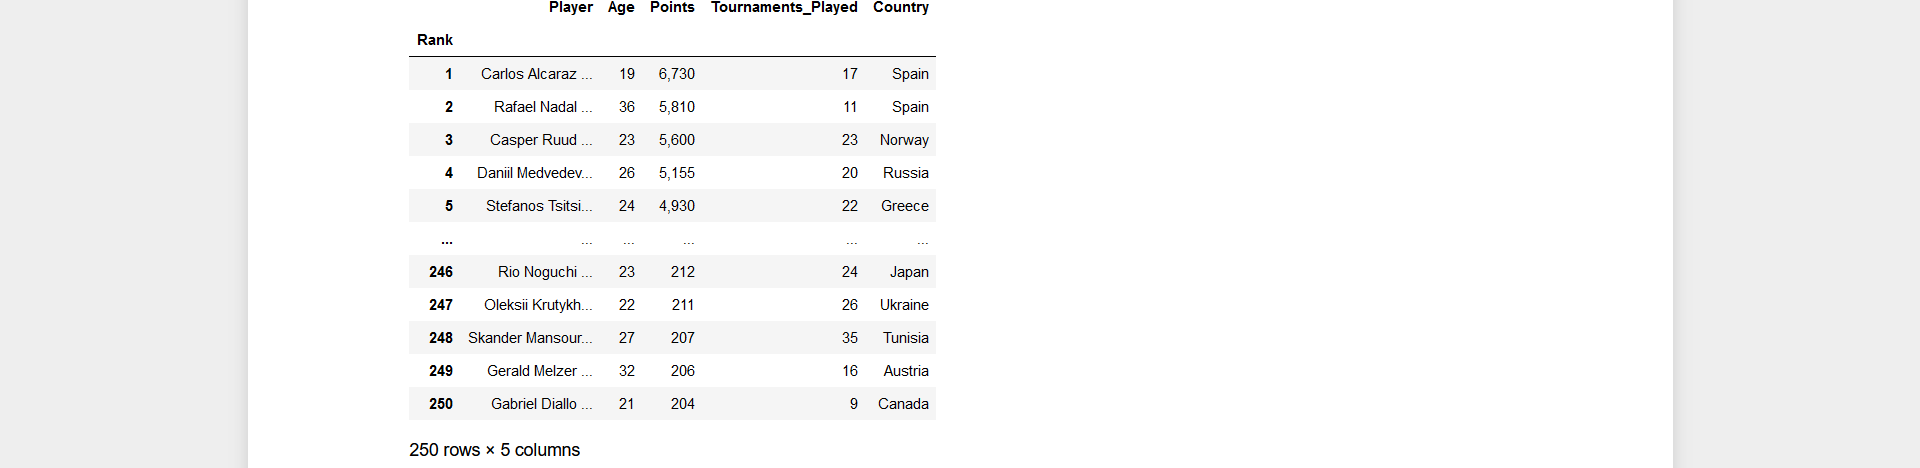 Player Age Points Tournaments_Played Country
Rank
1 Carlos Alcaraz ... 19 6,730 17 Spain
2 Rafael Nadal ... 36 5,810 11 Spain
3 Casper Ruud ... 23 5,600 23 Norway
4 Daniil Medvedev... 26 5,155 20 Russia
5 Stefanos Tsitsi... 24 4,930 22 Greece
... ... ... ... ... ...
246 Rio Noguchi ... 23 212 24 Japan
247 Oleksii Krutykh... 22 211 26 Ukraine
248 Skander Mansour... 27 207 35 Tunisia
249 Gerald Melzer ... 32 206 16 Austria
250 Gabriel Diallo ... 21 204 9 Canada
250 rows × 5 columns